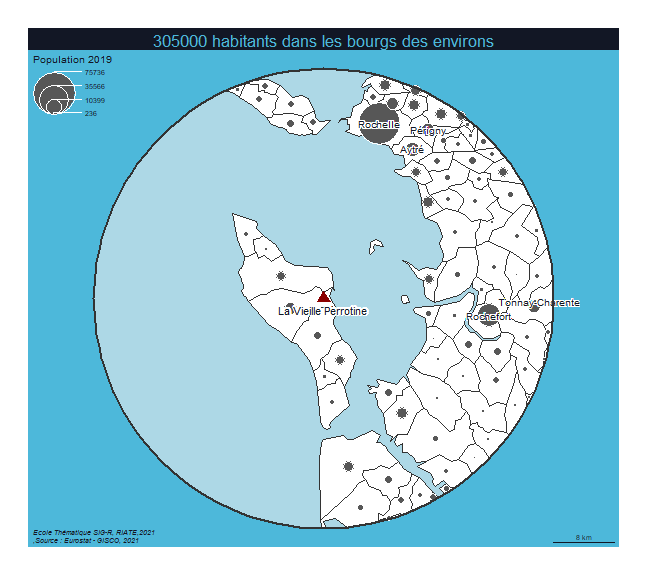 305000 habitants dans les bourgs des environs
Population 2019
75736
35566
10399
236
Rochelle
Périgny
Aytré
Tonnay-Charente
La Vieille Perrotine
Rochefort
Ecole Thématique SIG-R, RIATE,2021
,Source : Eurostat - GISCO, 2021
8 km